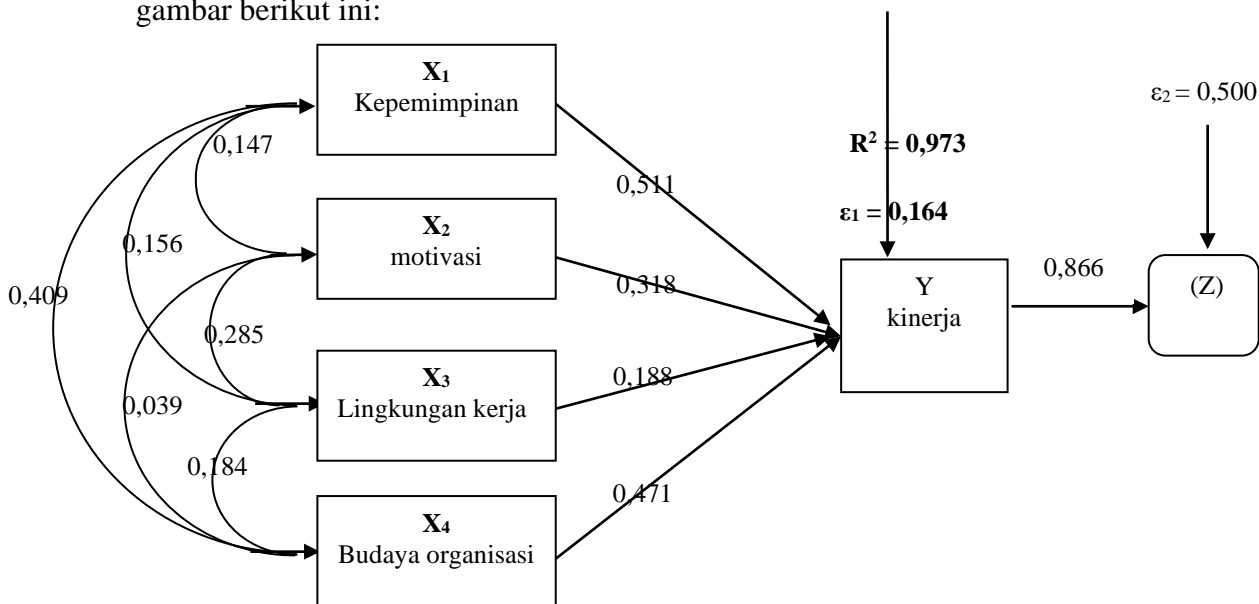 gambar berikut ini:
X₁
Kepemimpinan
ε₂ = 0,500
0,147
R² = 0,973
0,511
ε₁ = 0,164
X₂
motivasi
0,156
0,318
0,866
Y
kinerja
(Z)
0,409
0,285
X₃
Lingkungan kerja
0,188
0,039
0,184
0,471
X₄
Budaya organisasi